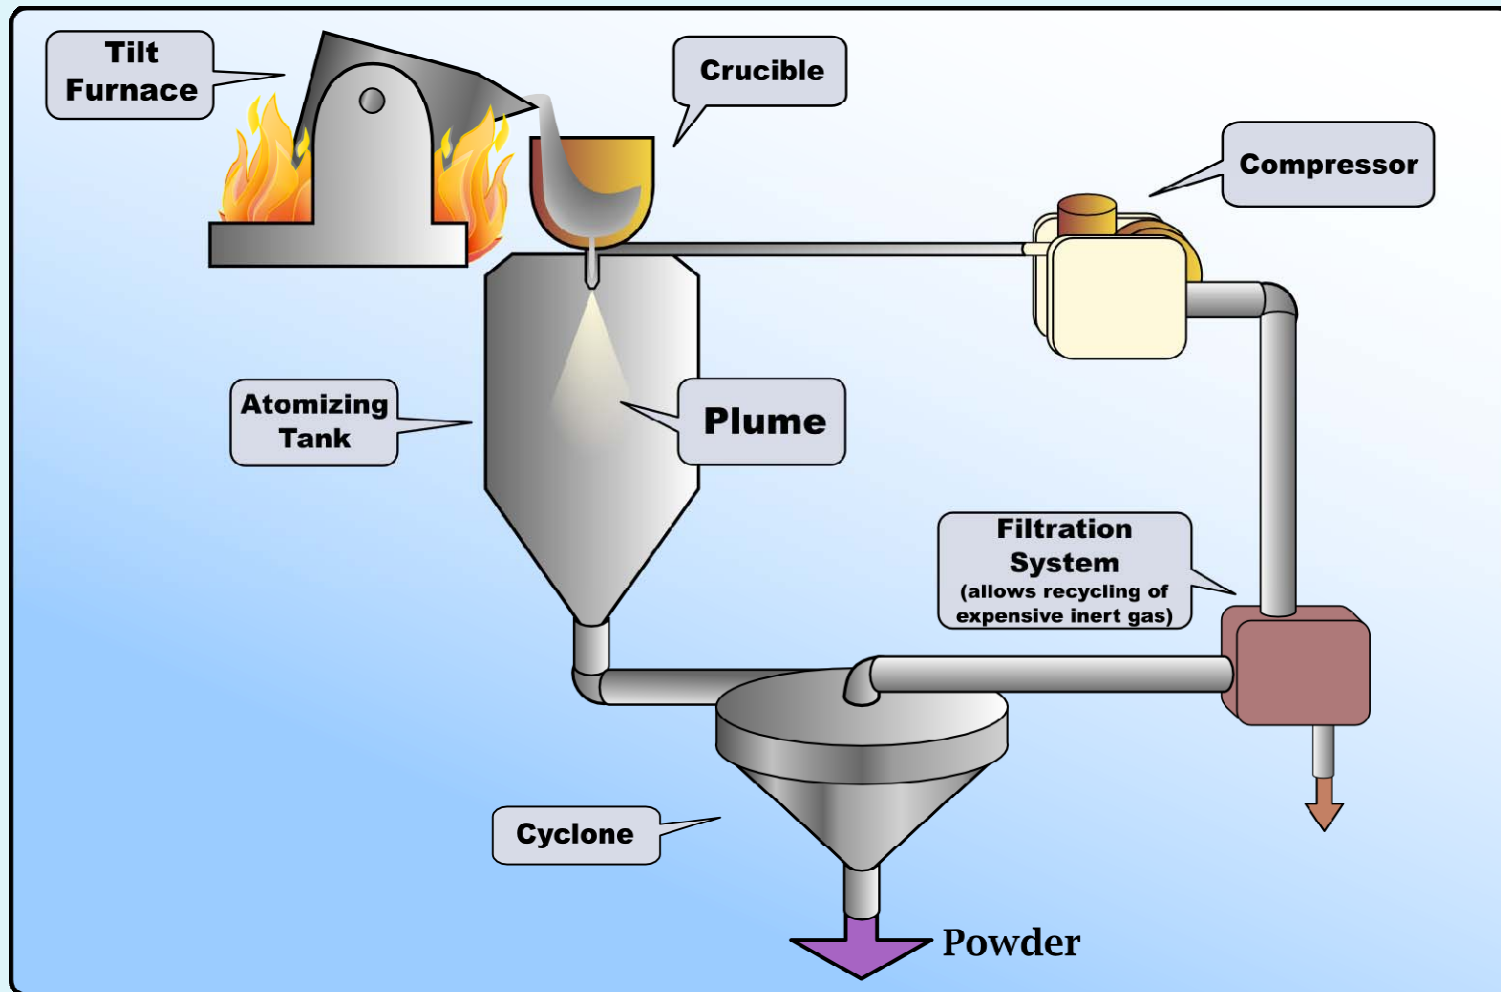 Tilt
Furnace
Crucible
Compressor
Atomizing
Tank
Plume
Filtration
System
(allows recycling of
expensive inert gas)
Cyclone
Powder